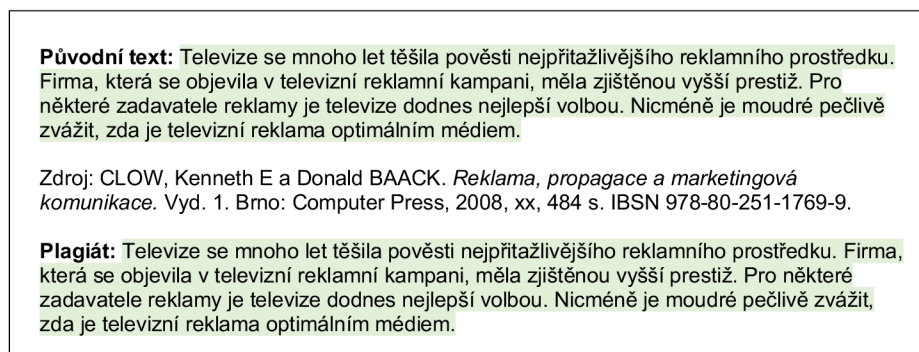 Původní text: Televize se mnoho let těšila pověsti nejpřitažlivějšího reklamního prostředku.
Firma, která se objevila v televizní reklamní kampani, měla zjištěnou vyšší prestiž. Pro
některé zadavatele reklamy je televize dodnes nejlepší volbou. Nicméně je moudré pečlivě
zvážit, zda je televizní reklama optimálním médiem.
Zdroj: CLOW, Kenneth E a Donald BAACK. Reklama, propagace a marketingová
komunikace. Vyd. 1. Brno: Computer Press, 2008, xx, 484 s. IBSN 978-80-251-1769-9.
Plagiát: Televize se mnoho let těšila pověsti nejpřitažlivějšího reklamního prostředku. Firma,
která se objevila v televizní reklamní kampani, měla zjištěnou vyšší prestiž. Pro některé
zadavatele reklamy je televize dodnes nejlepší volbou. Nicméně je moudré pečlivě zvážit,
zda je televizní reklama optimálním médiem.